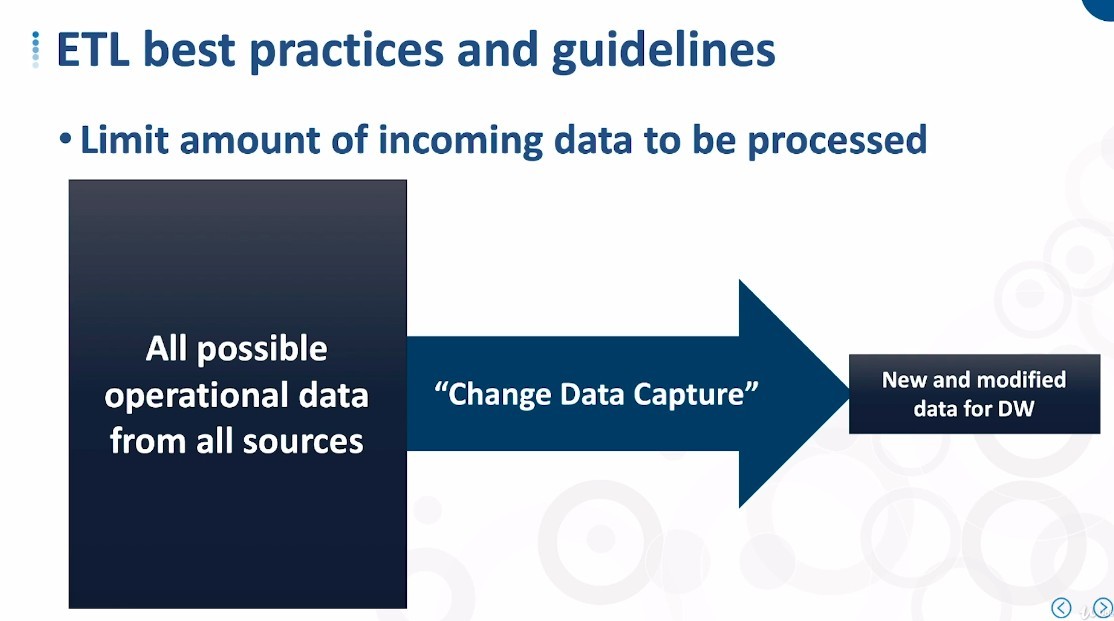 ETL best practices and guidelines
• Limit amount of incoming data to be processed
All possible
operational data
from all sources
“Change Data Capture”
New and modified
data for DW